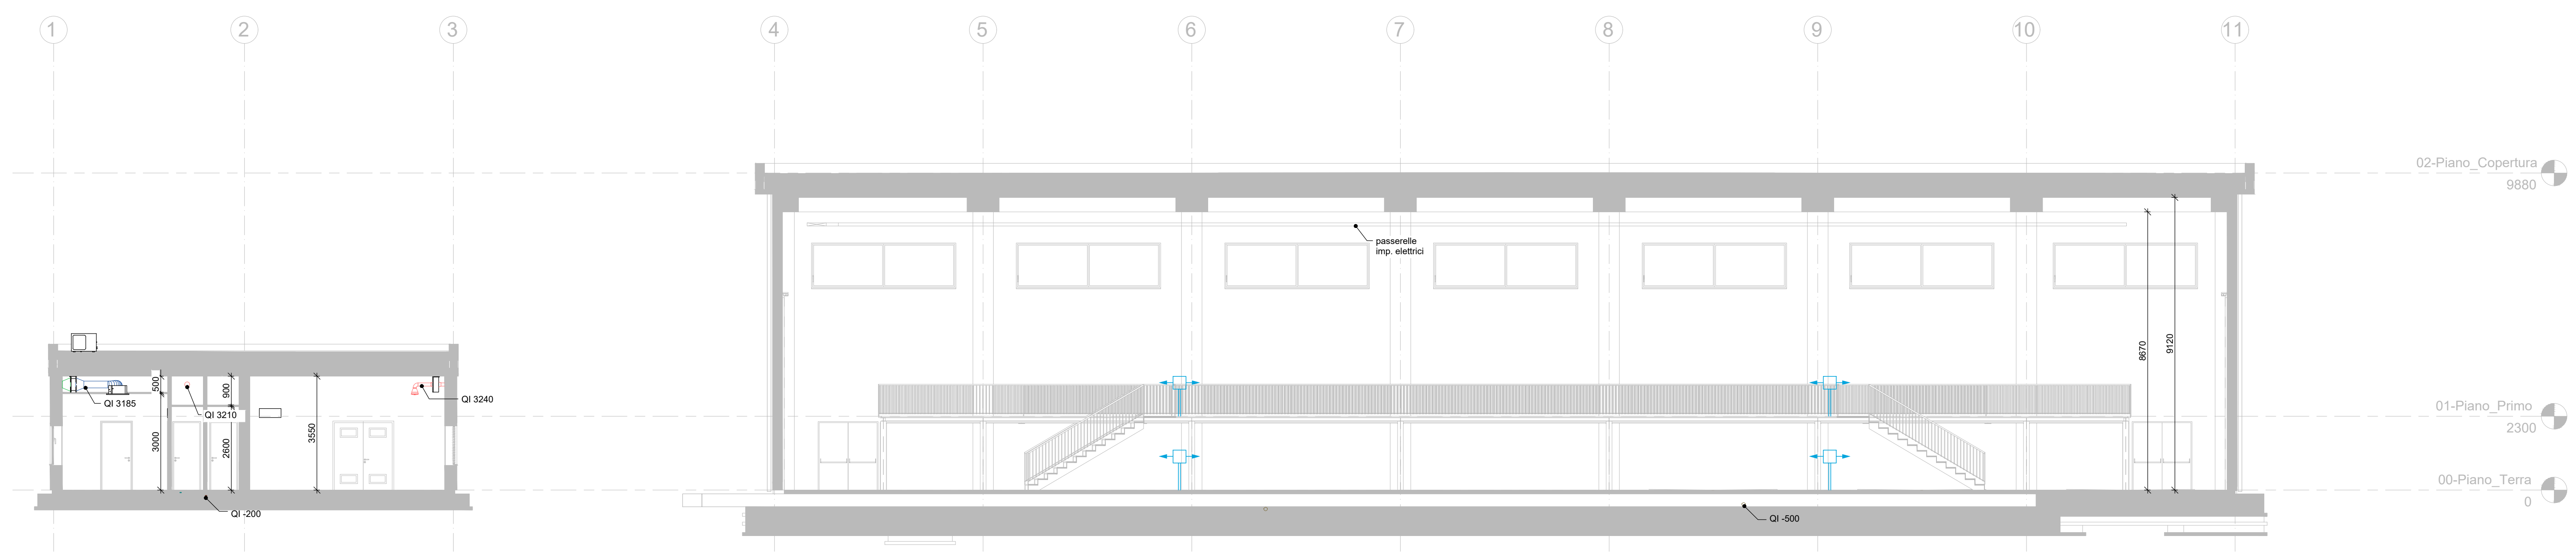 1 2 3 4 5 6 7 8 9 10 11
02-Piano_Copertura
9880
passerelle
imp. elettrici
8670
9120
500
900
QI 3185
QI 3210
QI 3240
3000
2600
3550
01-Piano_Primo
2300
00-Piano_Terra
0
QI -200
QI -500